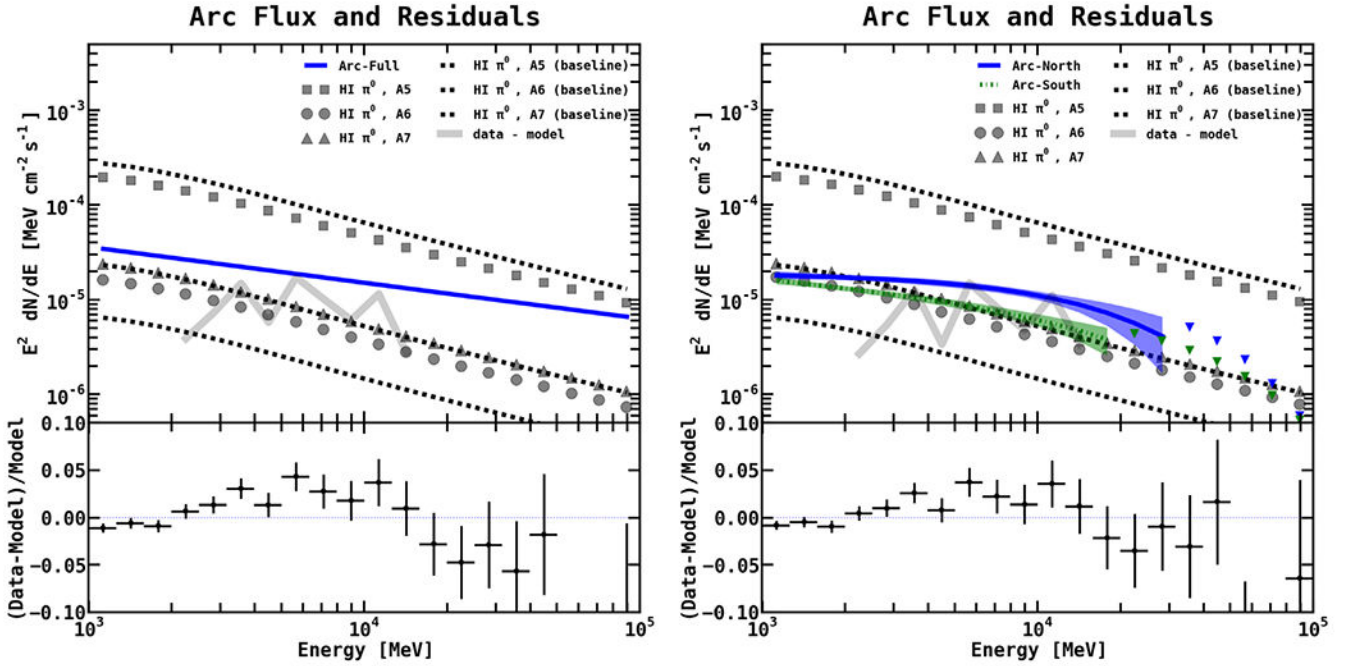 Arc Flux and Residuals
E² dN/dE [MeV cm⁻² s⁻¹]
10⁻³
10⁻⁴
10⁻⁵
10⁻⁶
Arc-Full
HI π⁰ , A5
HI π⁰ , A6
HI π⁰ , A7
HI π⁰ , A5 (baseline)
HI π⁰ , A6 (baseline)
HI π⁰ , A7 (baseline)
data - model
(Data-Model)/Model
0.10
0.05
0.00
−0.05
−0.10
10³
10⁴
10⁵
Energy [MeV]
Arc Flux and Residuals
E² dN/dE [MeV cm⁻² s⁻¹]
10⁻³
10⁻⁴
10⁻⁵
10⁻⁶
Arc-North
Arc-South
HI π⁰ , A5
HI π⁰ , A6
HI π⁰ , A7
HI π⁰ , A5 (baseline)
HI π⁰ , A6 (baseline)
HI π⁰ , A7 (baseline)
data - model
(Data-Model)/Model
0.10
0.05
0.00
−0.05
−0.10
10³
10⁴
10⁵
Energy [MeV]